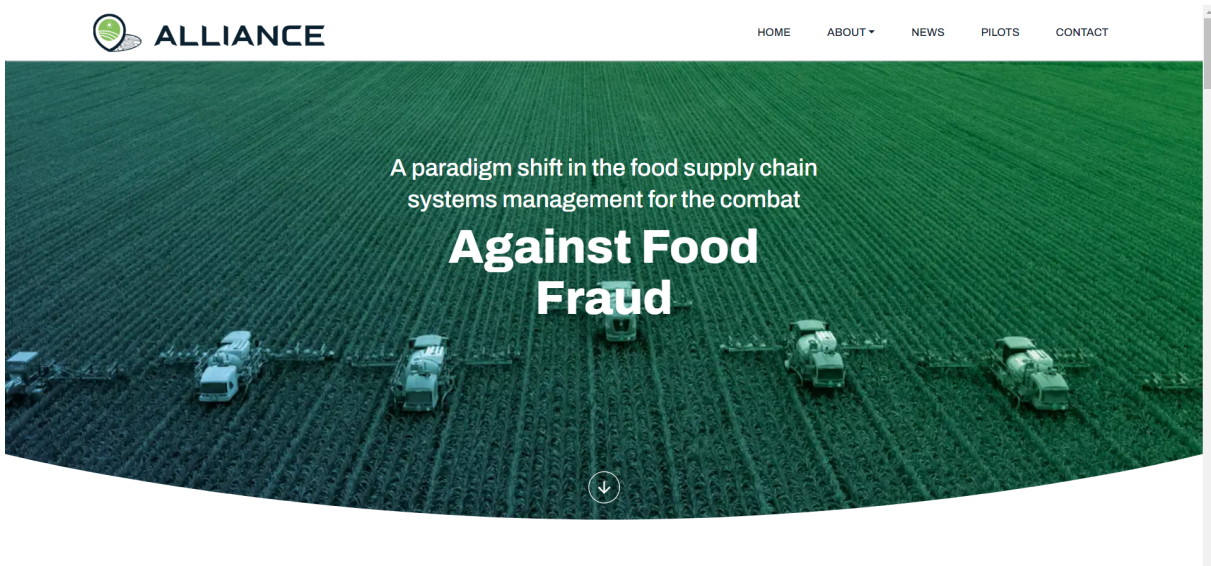 ALLIANCE
HOME ABOUT NEWS PILOTS CONTACT
A paradigm shift in the food supply chain
systems management for the combat
Against Food
Fraud